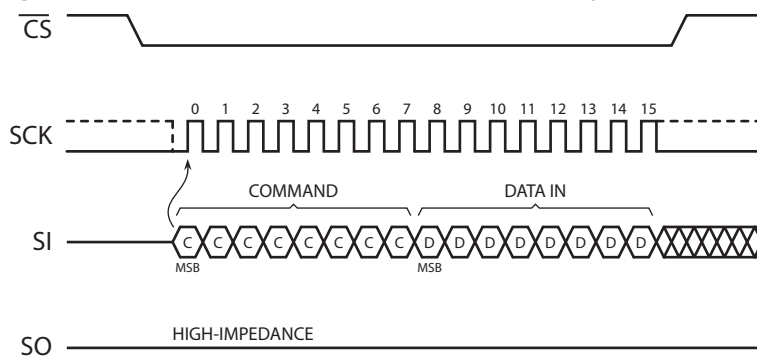 CS
0 1 2 3 4 5 6 7 8 9 10 11 12 13 14 15
SCK
COMMAND DATA IN
SI C C C C C C C C D D D D D D D D
MSB MSB
HIGH-IMPEDANCE
SO